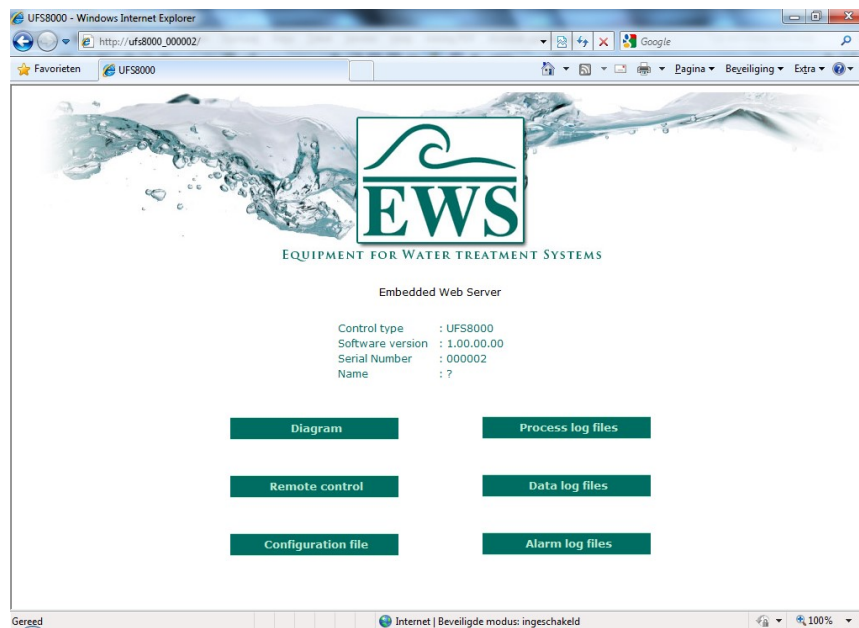 UFS8000 - Windows Internet Explorer
http://ufs8000_000002/
Google
Favorieten
UFS8000
Pagina
Beveiliging
Extra
EWS
EQUIPMENT FOR WATER TREATMENT SYSTEMS
Embedded Web Server
Control type : UFS8000
Software version : 1.00.00.00
Serial Number : 000002
Name : ?
Diagram
Process log files
Remote control
Data log files
Configuration file
Alarm log files
Gereed
Internet | Beveiligde modus: ingeschakeld
100%